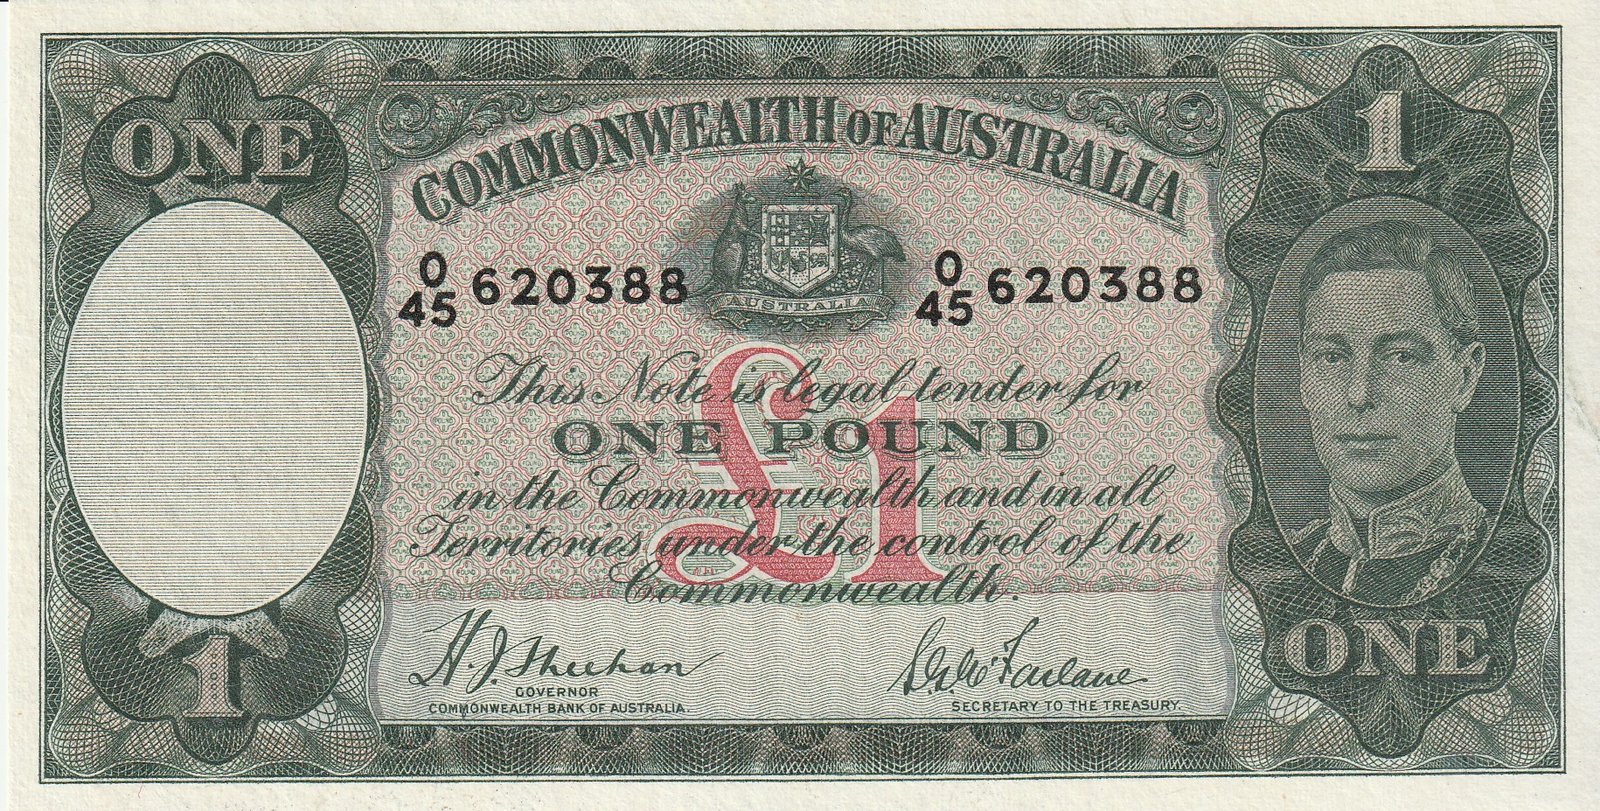 COMMONWEALTH OF AUSTRALIA
ONE
1
AUSTRALIA
O/45 620388
O/45 620388
This Note is legal tender for
ONE POUND
in the Commonwealth and in all
Territories under the control of the
Commonwealth.
£1
H. J. Sheehan
GOVERNOR
COMMONWEALTH BANK OF AUSTRALIA.
S. G. McFarlane
SECRETARY TO THE TREASURY.
1
ONE